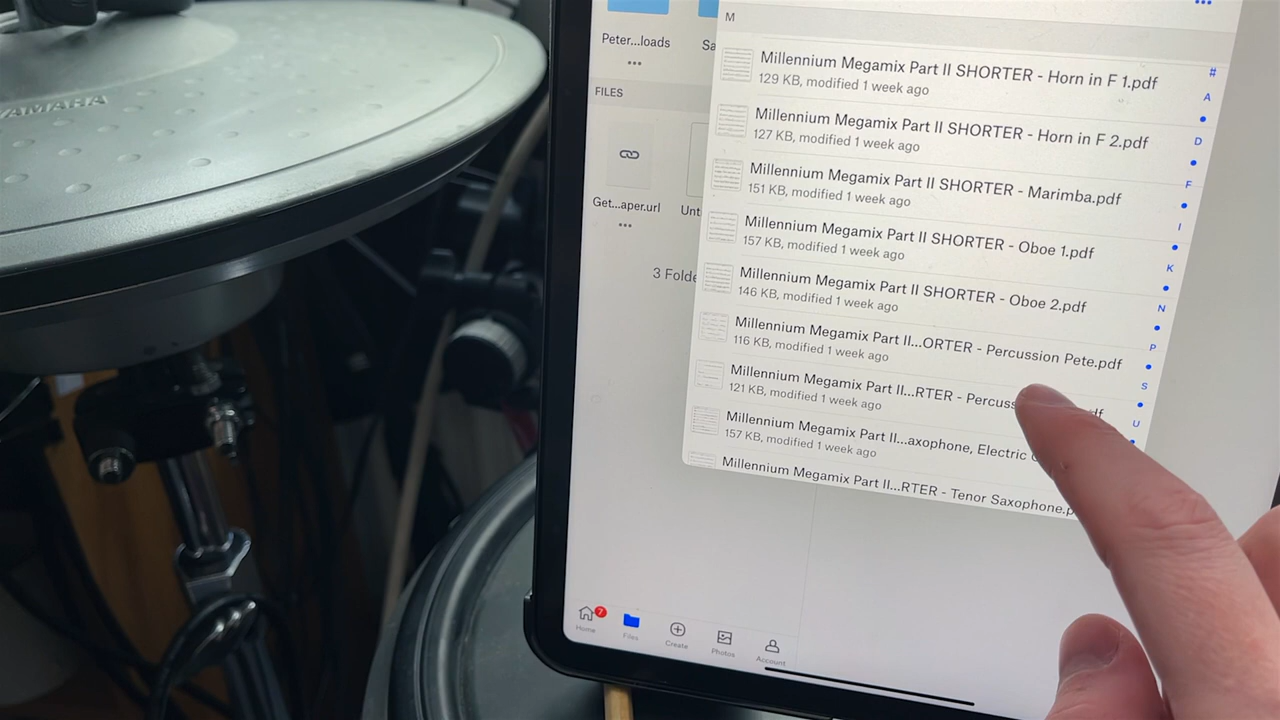 YAMAHA
Peter...loads
Sa
FILES
Get...aper.url
Unt
3 Folde
M
Millennium Megamix Part II SHORTER - Horn in F 1.pdf
129 KB, modified 1 week ago
Millennium Megamix Part II SHORTER - Horn in F 2.pdf
127 KB, modified 1 week ago
Millennium Megamix Part II SHORTER - Marimba.pdf
151 KB, modified 1 week ago
Millennium Megamix Part II SHORTER - Oboe 1.pdf
157 KB, modified 1 week ago
Millennium Megamix Part II SHORTER - Oboe 2.pdf
146 KB, modified 1 week ago
Millennium Megamix Part II...ORTER - Percussion Pete.pdf
116 KB, modified 1 week ago
Millennium Megamix Part II...RTER - Percuss df
121 KB, modified 1 week ago
Millennium Megamix Part II...axophone, Electric
157 KB, modified 1 week ago
Millennium Megamix Part II...RTER - Tenor Saxophone.p
#
A
D
F
I
K
N
P
S
U
7
Home
Files
Create
Photos
Account